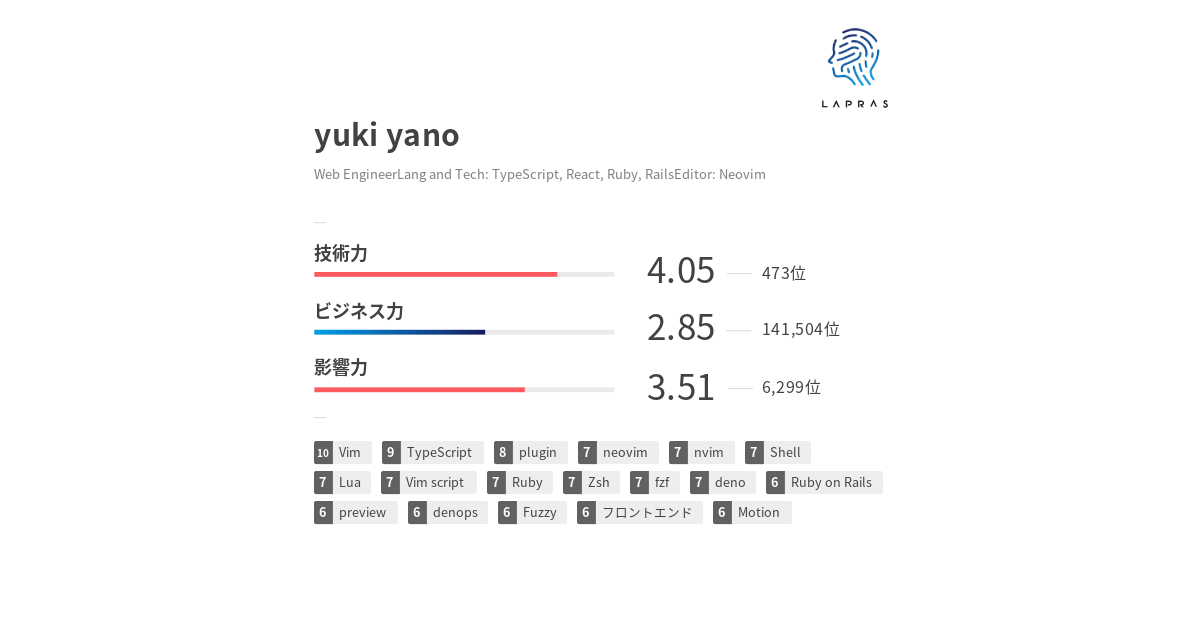 LAPRAS
yuki yano
Web EngineerLang and Tech: TypeScript, React, Ruby, RailsEditor: Neovim
技術力
4.05 473位
ビジネス力
2.85 141,504位
影響力
3.51 6,299位
10 Vim 9 TypeScript 8 plugin 7 neovim 7 nvim 7 Shell
7 Lua 7 Vim script 7 Ruby 7 Zsh 7 fzf 7 deno 6 Ruby on Rails
6 preview 6 denops 6 Fuzzy 6 フロントエンド 6 Motion